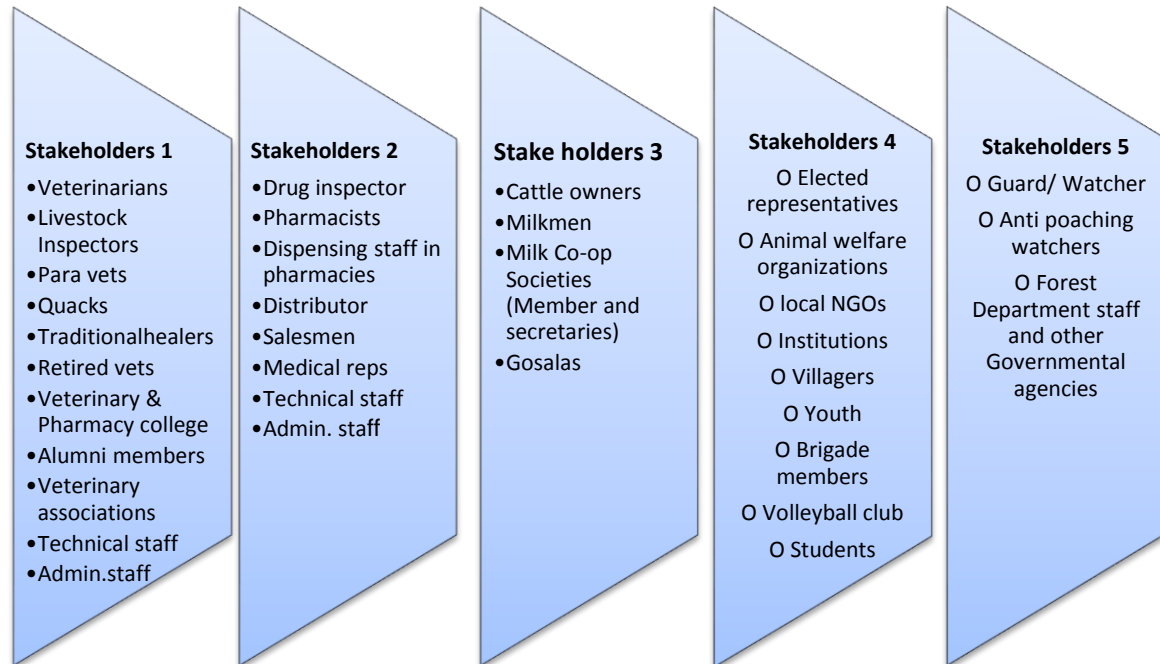 Stakeholders 1
•Veterinarians
•Livestock
Inspectors
•Para vets
•Quacks
•Traditionalhealers
•Retired vets
•Veterinary &
Pharmacy college
•Alumni members
•Veterinary
associations
•Technical staff
•Admin.staff
Stakeholders 2
•Drug inspector
•Pharmacists
•Dispensing staff in
pharmacies
•Distributor
•Salesmen
•Medical reps
•Technical staff
•Admin. staff
Stake holders 3
•Cattle owners
•Milkmen
•Milk Co-op
Societies
(Member and
secretaries)
•Gosalas
Stakeholders 4
O Elected
representatives
O Animal welfare
organizations
O local NGOs
O Institutions
O Villagers
O Youth
O Brigade
members
O Volleyball club
O Students
Stakeholders 5
O Guard/ Watcher
O Anti poaching
watchers
O Forest
Department staff
and other
Governmental
agencies